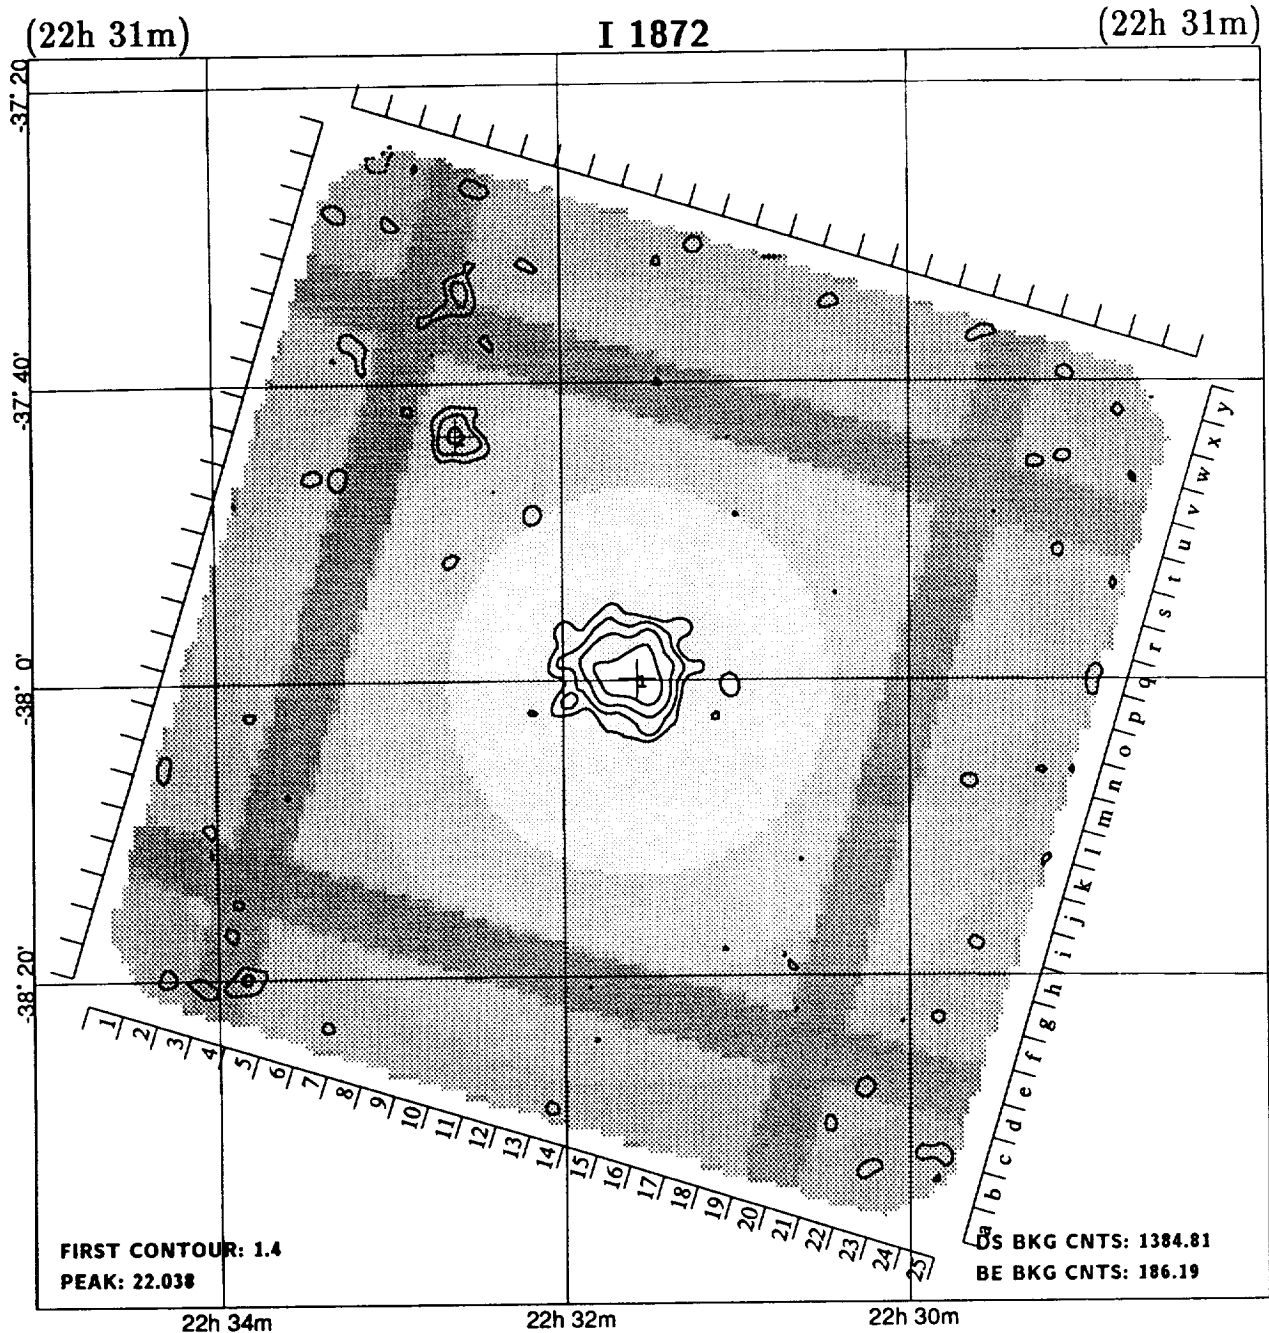 (22h 31m) I 1872 (22h 31m)
-37° 20
-37° 40'
-38° 0'
-38° 20'
y
x
w
v
u
t
s
r
q
p
o
n
m
l
k
j
i
h
g
f
e
d
c
b
a
1 2 3 4 5 6 7 8 9 10 11 12 13 14 15 16 17 18 19 20 21 22 23 24 25
FIRST CONTOUR: 1.4
PEAK: 22.038
DS BKG CNTS: 1384.81
BE BKG CNTS: 186.19
22h 34m 22h 32m 22h 30m